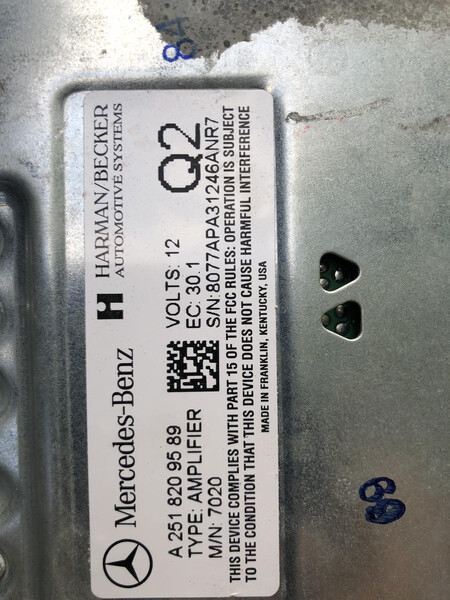 Mercedes-Benz
HARMAN/BECKER
AUTOMOTIVE SYSTEMS
A 251 820 95 89
VOLTS: 12
TYPE: AMPLIFIER
EC: 30.1
Q2
M/N: 7020
S/N:8077APA31246ANR7
THIS DEVICE COMPLIES WITH PART 15 OF THE FCC RULES: OPERATION IS SUBJECT
TO THE CONDITION THAT THIS DEVICE DOES NOT CAUSE HARMFUL INTERFERENCE
MADE IN FRANKLIN, KENTUCKY, USA